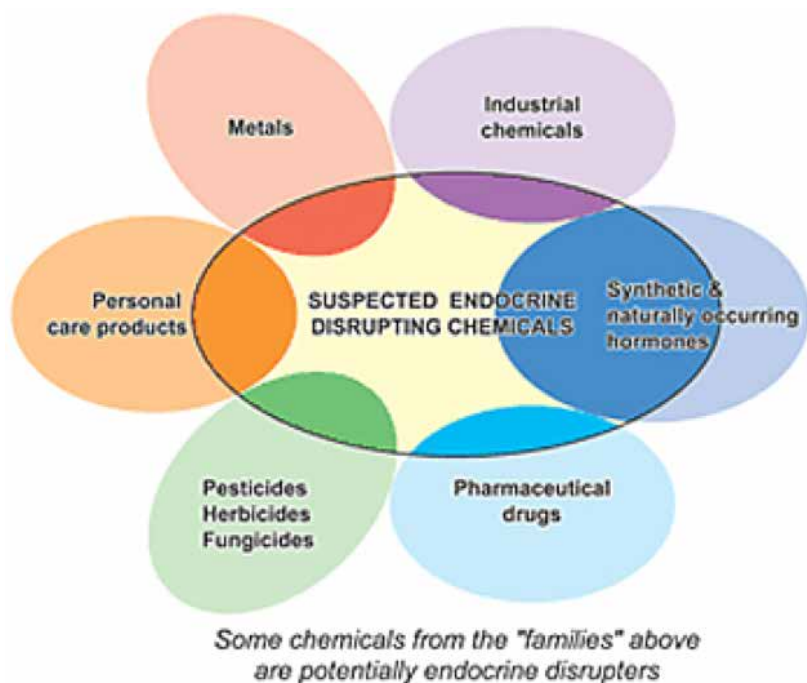 Metals
Industrial
chemicals
Personal
care products
SUSPECTED ENDOCRINE
DISRUPTING CHEMICALS
Synthetic &
naturally occurring
hormones
Pesticides
Herbicides
Fungicides
Pharmaceutical
drugs
Some chemicals from the "families" above
are potentially endocrine disrupters